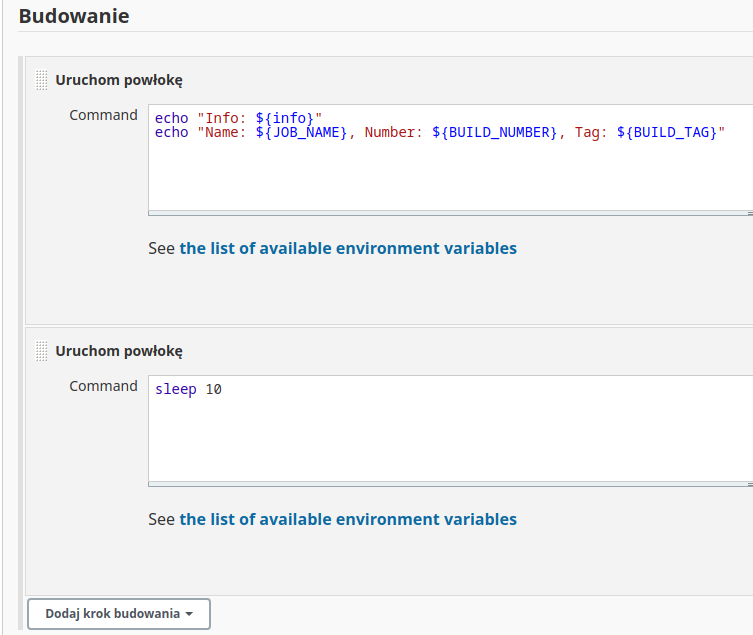 Budowanie
Uruchom powłokę
Command
echo "Info: ${info}"
echo "Name: ${JOB_NAME}, Number: ${BUILD_NUMBER}, Tag: ${BUILD_TAG}"
See the list of available environment variables
Uruchom powłokę
Command
sleep 10
See the list of available environment variables
Dodaj krok budowania